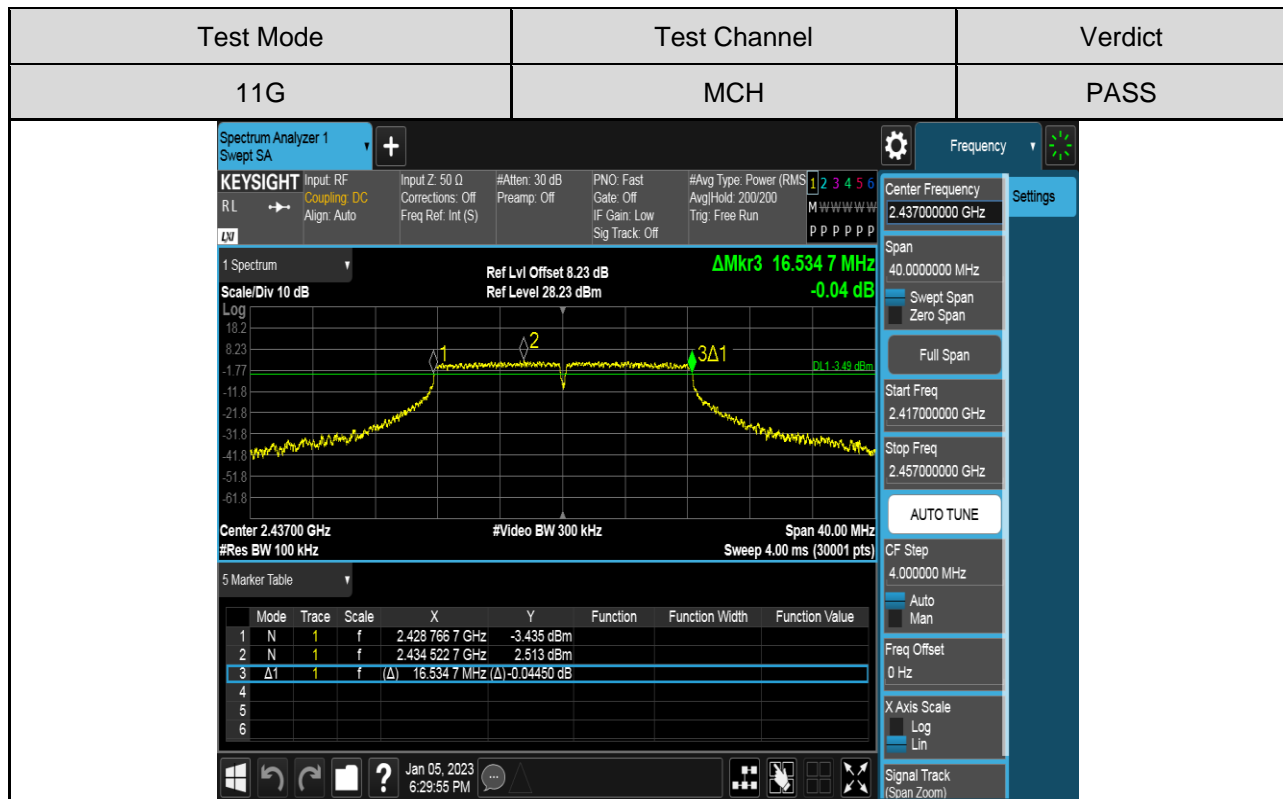 Test Mode Test Channel Verdict
11G MCH PASS
Spectrum Analyzer 1
Swept SA
+
Frequency
KEYSIGHT
RL
LXI
Input: RF
Coupling: DC
Align: Auto
Input Z: 50 Ω
Corrections: Off
Freq Ref: Int (S)
#Atten: 30 dB
Preamp: Off
PNO: Fast
Gate: Off
IF Gain: Low
Sig Track: Off
#Avg Type: Power (RMS
Avg|Hold: 200/200
Trig: Free Run
1 2 3 4 5 6
M W W W W W
P P P P P P
1 Spectrum
Scale/Div 10 dB
Ref Lvl Offset 8.23 dB
Ref Level 28.23 dBm
ΔMkr3 16.534 7 MHz
-0.04 dB
Log
18.2
8.23
-1.77
-11.8
-21.8
-31.8
-41.8
-51.8
-61.8
1
2
3Δ1
DL1 -3.49 dBm
Center 2.43700 GHz #Video BW 300 kHz Span 40.00 MHz
#Res BW 100 kHz Sweep 4.00 ms (30001 pts)
5 Marker Table
Mode Trace Scale X Y Function Function Width Function Value
1 N 1 f 2.428 766 7 GHz -3.435 dBm
2 N 1 f 2.434 522 7 GHz 2.513 dBm
3 Δ1 1 f (Δ) 16.534 7 MHz (Δ) -0.04450 dB
4
5
6
?
Jan 05, 2023
6:29:55 PM
Center Frequency
2.437000000 GHz
Span
40.0000000 MHz
Swept Span
Zero Span
Full Span
Start Freq
2.417000000 GHz
Stop Freq
2.457000000 GHz
AUTO TUNE
CF Step
4.000000 MHz
Auto
Man
Freq Offset
0 Hz
X Axis Scale
Log
Lin
Signal Track
(Span Zoom)
Settings